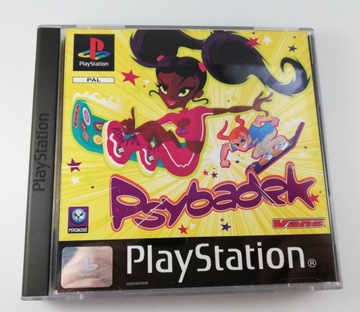 PlayStation
PlayStation
PAL
Psybadek
PSYGNOSIS
Vans
PlayStation®